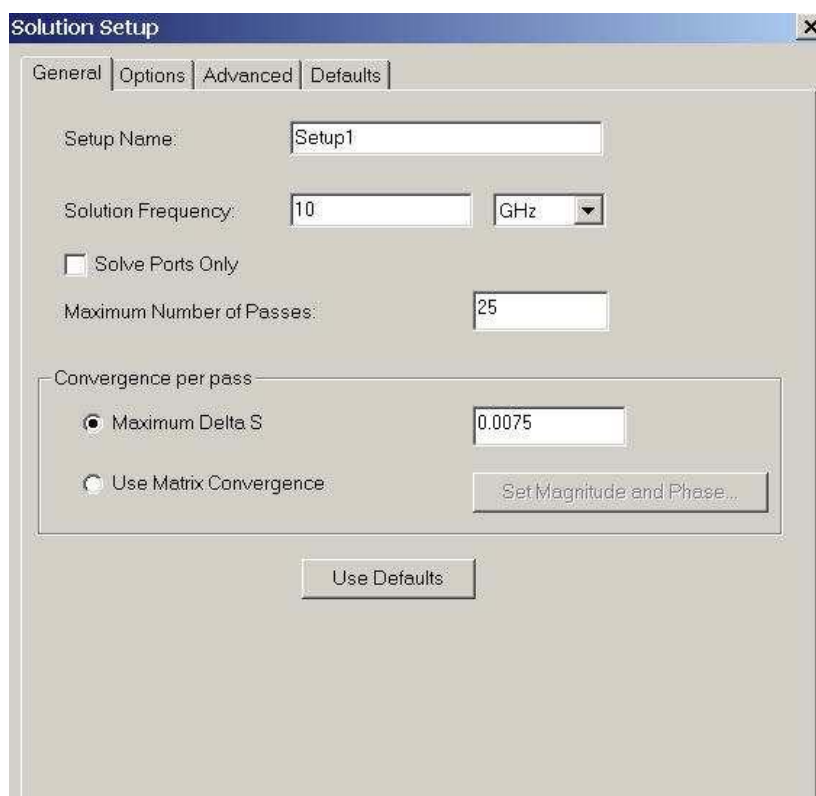 Solution Setup
General Options Advanced Defaults
Setup Name: Setup1
Solution Frequency: 10 GHz
Solve Ports Only
Maximum Number of Passes: 25
Convergence per pass
Maximum Delta S 0.0075
Use Matrix Convergence Set Magnitude and Phase...
Use Defaults